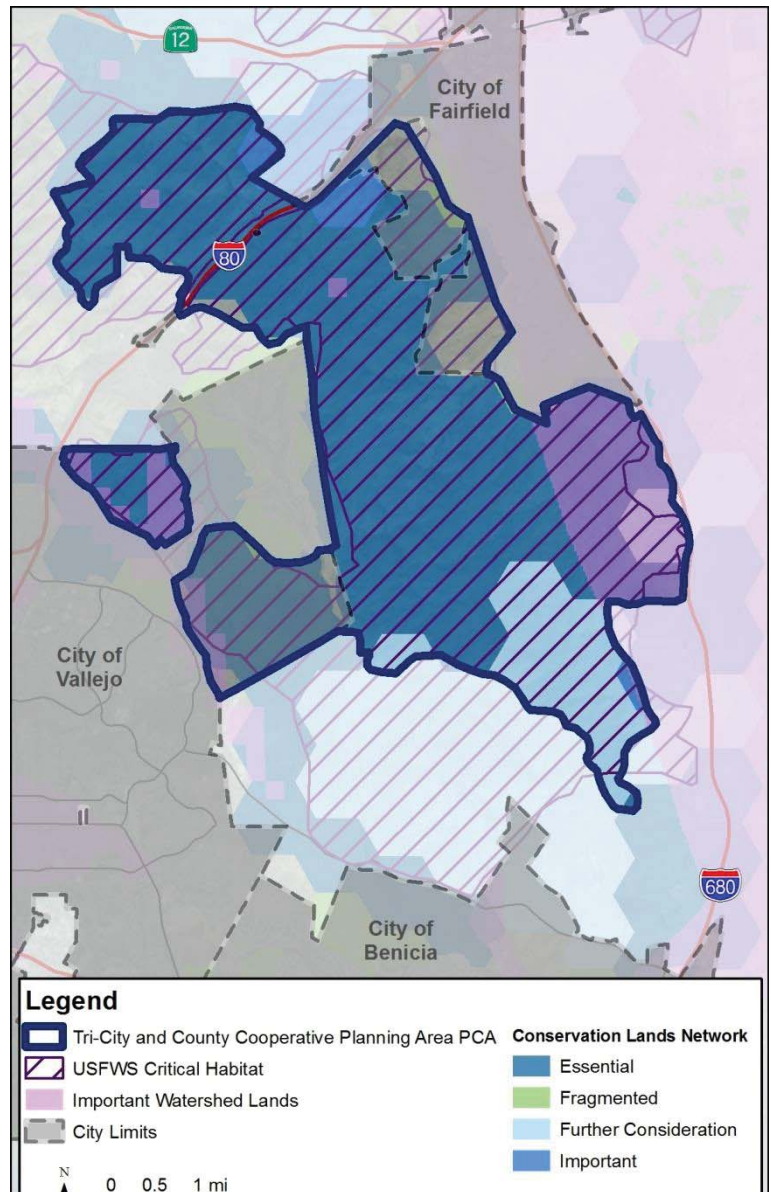 CALIFORNIA
12
City of
Fairfield
80
City of
Vallejo
680
City of
Benicia
Legend
Tri-City and County Cooperative Planning Area PCA
USFWS Critical Habitat
Important Watershed Lands
City Limits
Conservation Lands Network
Essential
Fragmented
Further Consideration
Important
N
0 0.5 1 mi